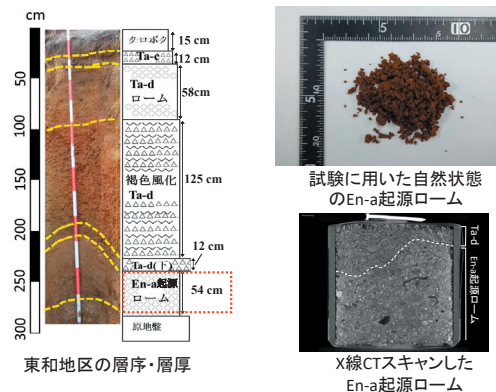 cm
50
100
150
200
250
300
クロボク
15 cm
Ta-c
12 cm
Ta-d
ローム
58cm
褐色風化
Ta-d
125 cm
12 cm
Ta-d(下)
En-a起源
ローム
54 cm
原地盤
東和地区の層序・層厚
5
10
5
試験に用いた自然状態
のEn-a起源ローム
Ta-d
En-a起源ローム
X線CTスキャンした
En-a起源ローム